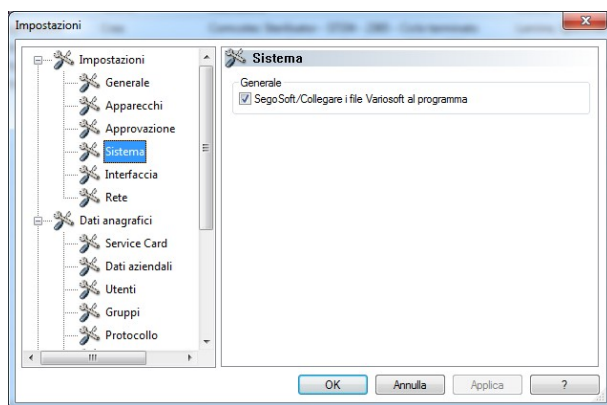 Impostazioni
Impostazioni
Generale
Apparecchi
Approvazione
Sistema
Interfaccia
Rete
Dati anagrafici
Service Card
Dati aziendali
Utenti
Gruppi
Protocollo
Sistema
Generale
SegoSoft/Collegare i file Variosoft al programma
OK
Annulla
Applica
?